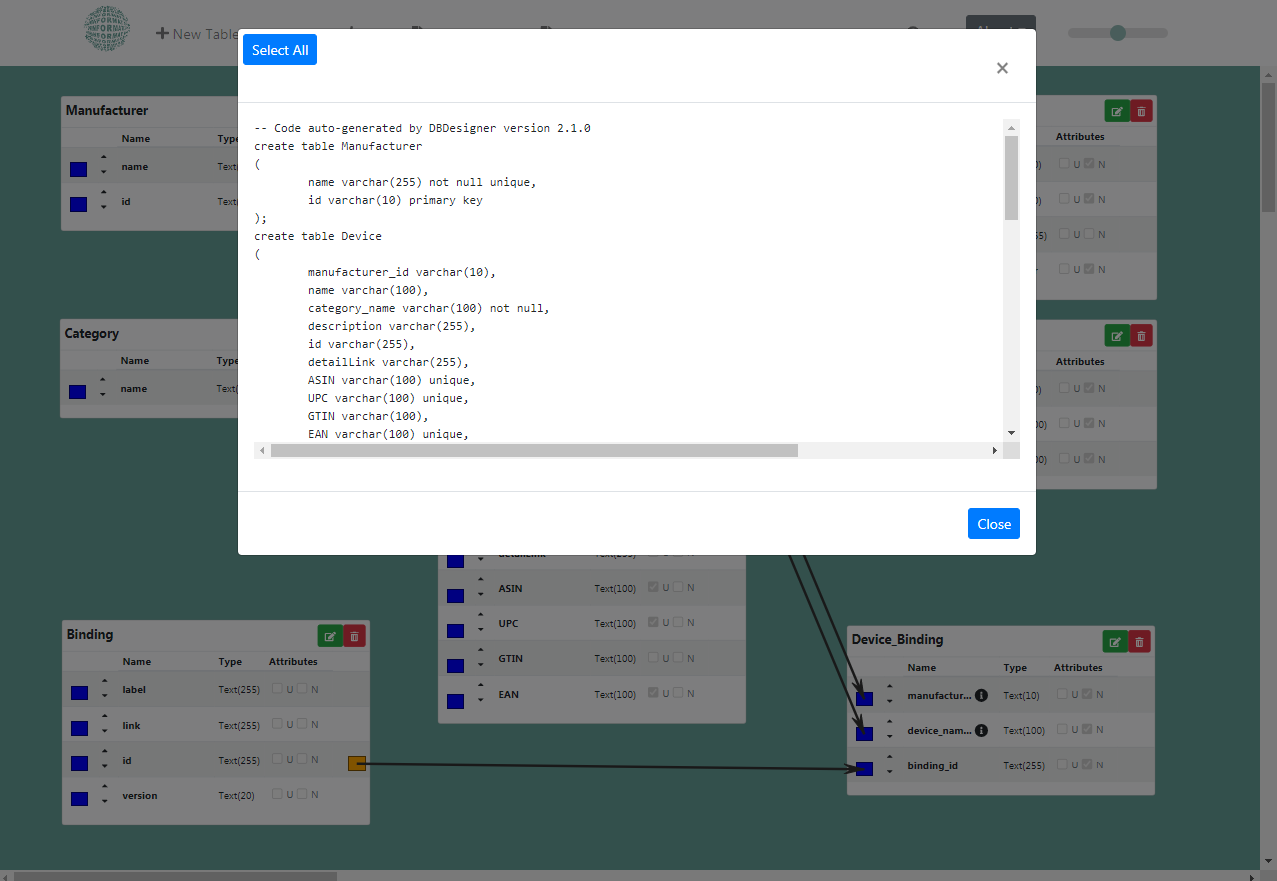 New Table
About
Select All
×
-- Code auto-generated by DBDesigner version 2.1.0
create table Manufacturer
(
name varchar(255) not null unique,
id varchar(10) primary key
);
create table Device
(
manufacturer_id varchar(10),
name varchar(100),
category_name varchar(100) not null,
description varchar(255),
id varchar(255),
detailLink varchar(255),
ASIN varchar(100) unique,
UPC varchar(100) unique,
GTIN varchar(100),
EAN varchar(100) unique,
Close
Manufacturer
Name Type
name Text(
id Text(
Attributes
U N
U N
U N
U N
Category
Name Type
name Text(
Attributes
U N
U N
U N
detailLink Text(255)
ASIN Text(100) U N
UPC Text(100) U N
GTIN Text(100) U N
EAN Text(100) U N
Binding
Name Type Attributes
label Text(255) U N
link Text(255) U N
id Text(255) U N
version Text(20) U N
Device_Binding
Name Type Attributes
manufactur... Text(10) U N
device_nam... Text(100) U N
binding_id Text(255) U N